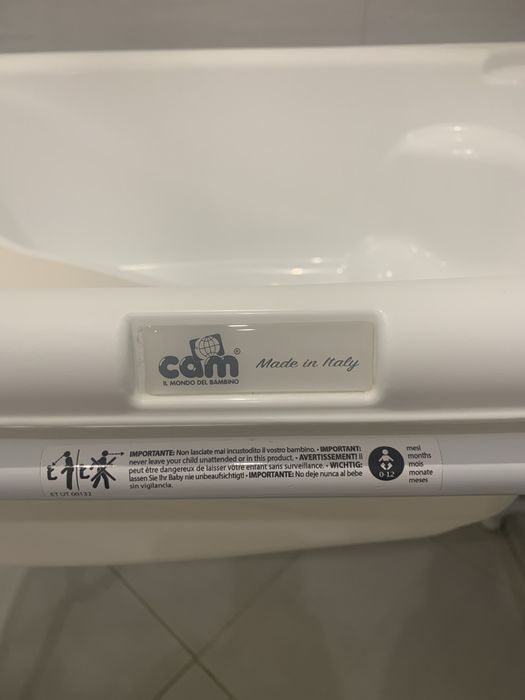 cam®
IL MONDO DEL BAMBINO
Made in Italy
IMPORTANTE: Non lasciate mai incustodito il vostro bambino. • IMPORTANT:
never leave your child unattended or in this product. • AVERTISSEMENT! Il
peut être dangereux de laisser votre enfant sans surveillance. • WICHTIG:
lassen Sie Ihr Baby nie unbeaufsichtigt! • IMPORTANTE: No deje nunca al bebe
sin vigilancia.
ET UT 00132
0-12
mesi
months
mois
monate
meses